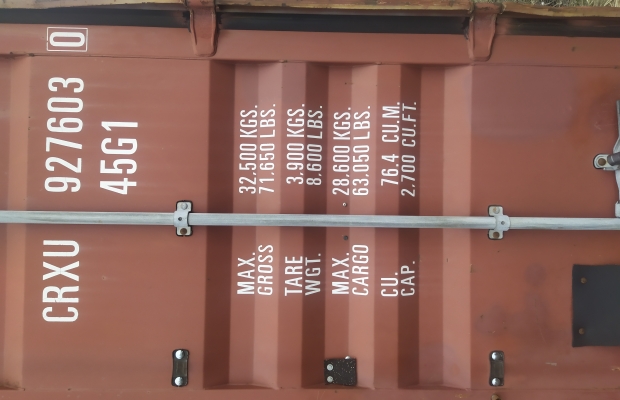 CRXU 927603 0
45G1
MAX. GROSS 32.500 KGS. 71.650 LBS.
TARE WGT. 3.900 KGS. 8.600 LBS.
MAX. CARGO 28.600 KGS. 63.050 LBS.
CU. CAP. 76.4 CU.M. 2.700 CU.FT.